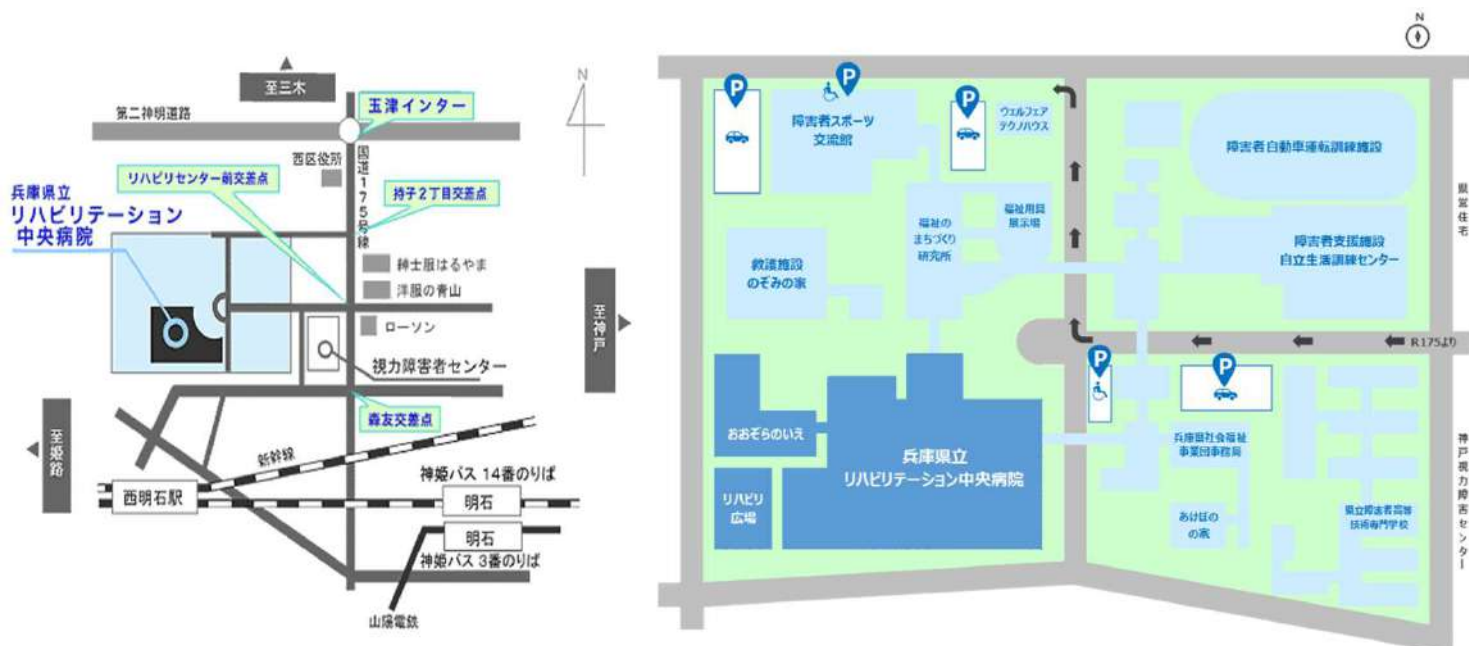 至三木
N
第二神明道路
玉津インター
西区役所
国道175号線
リハビリセンター前交差点
持子2丁目交差点
兵庫県立
リハビリテーション
中央病院
紳士服はるやま
洋服の青山
至神戸
ローソン
視力障害者センター
森友交差点
至姫路
新幹線
神姫バス 14番のりば
西明石駅
明石
明石
神姫バス 3番のりば
山陽電鉄
N
P
P
P
障害者スポーツ
交流館
ウェルフェア
テクノハウス
障害者自動車運転訓練施設
県営住宅
福祉のまちづくり
研究所
福祉用具
展示場
救護施設
のぞみの家
障害者支援施設
自立生活訓練センター
R175より
P
P
おおぞらのいえ
兵庫県立
リハビリテーション中央病院
兵庫県社会福祉
事業団事務局
リハビリ
広場
あけぼの
の家
県立障害者高等
技術専門学校
神戸視力障害センター